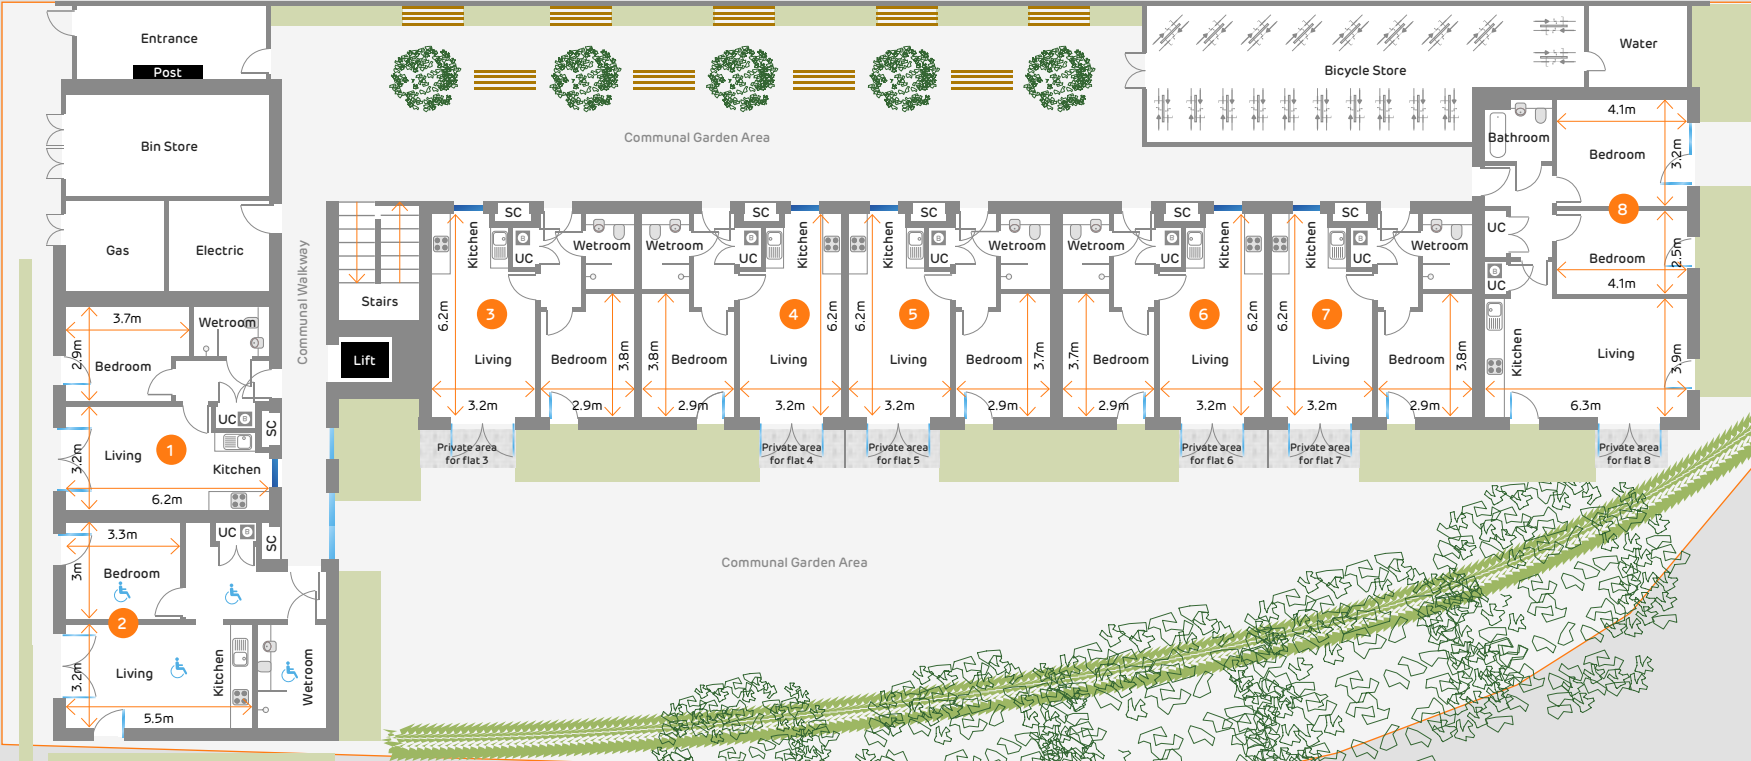 Entrance
Post
Bin Store
Gas
Electric
Communal Walkway
Stairs
Lift
Communal Garden Area
Bicycle Store
Water
3.7m
2.9m
Bedroom
Wetroom
UC
B
SC
1
Living
3.2m
Kitchen
6.2m
3.3m
3m
Bedroom
UC
B
SC
2
Living
3.2m
Kitchen
Wetroom
5.5m
SC
Kitchen
B
UC
Wetroom
6.2m
3
Living
Bedroom
3.8m
3.2m
2.9m
Private area
for flat 3
Wetroom
B
UC
SC
Kitchen
3.8m
4
6.2m
Bedroom
Living
2.9m
3.2m
Private area
for flat 4
SC
Kitchen
B
UC
Wetroom
6.2m
5
Living
Bedroom
3.7m
3.2m
2.9m
Private area
for flat 5
Wetroom
B
UC
SC
Kitchen
3.7m
6
6.2m
Bedroom
Living
2.9m
3.2m
Private area
for flat 6
SC
Kitchen
B
UC
Wetroom
6.2m
7
Living
Bedroom
3.8m
3.2m
2.9m
Private area
for flat 7
Bathroom
4.1m
Bedroom
3.2m
8
UC
Bedroom
2.5m
4.1m
B
UC
Kitchen
Living
3.9m
6.3m
Private area
for flat 8
Communal Garden Area